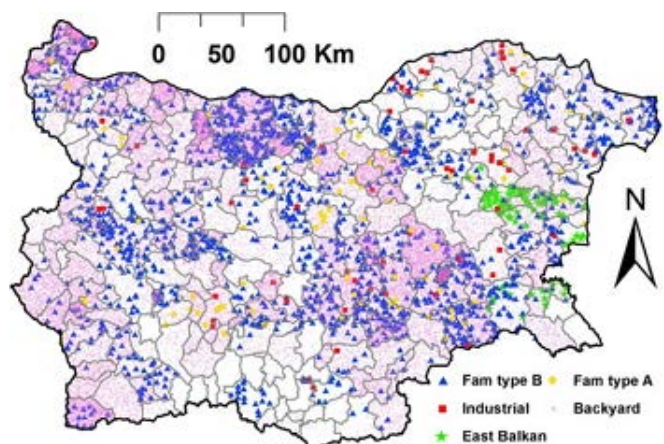 0 50 100 Km
N
Fam type B Fam type A
Industrial Backyard
East Balkan